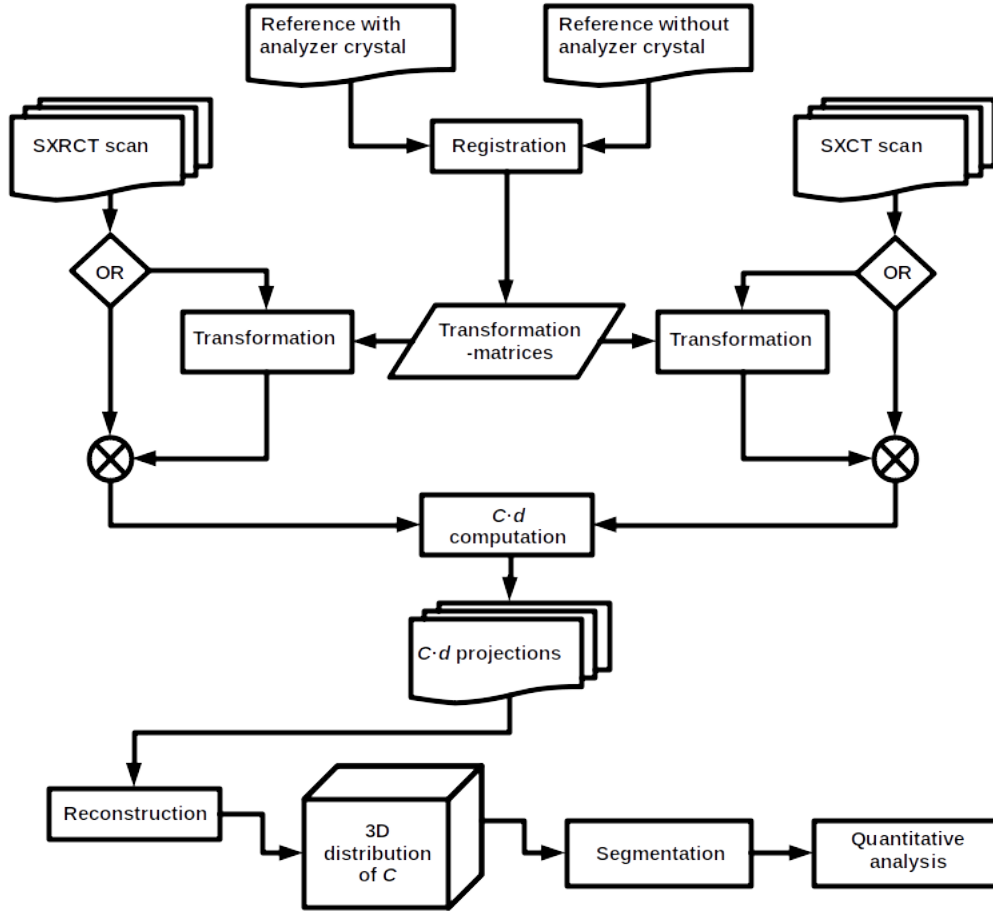 Reference with
analyzer crystal
Reference without
analyzer crystal
SXRCT scan
Registration
SXCT scan
OR
OR
Transformation
Transformation
-matrices
Transformation
C·d
computation
C·d projections
Reconstruction
3D
distribution
of C
Segmentation
Quantitative
analysis